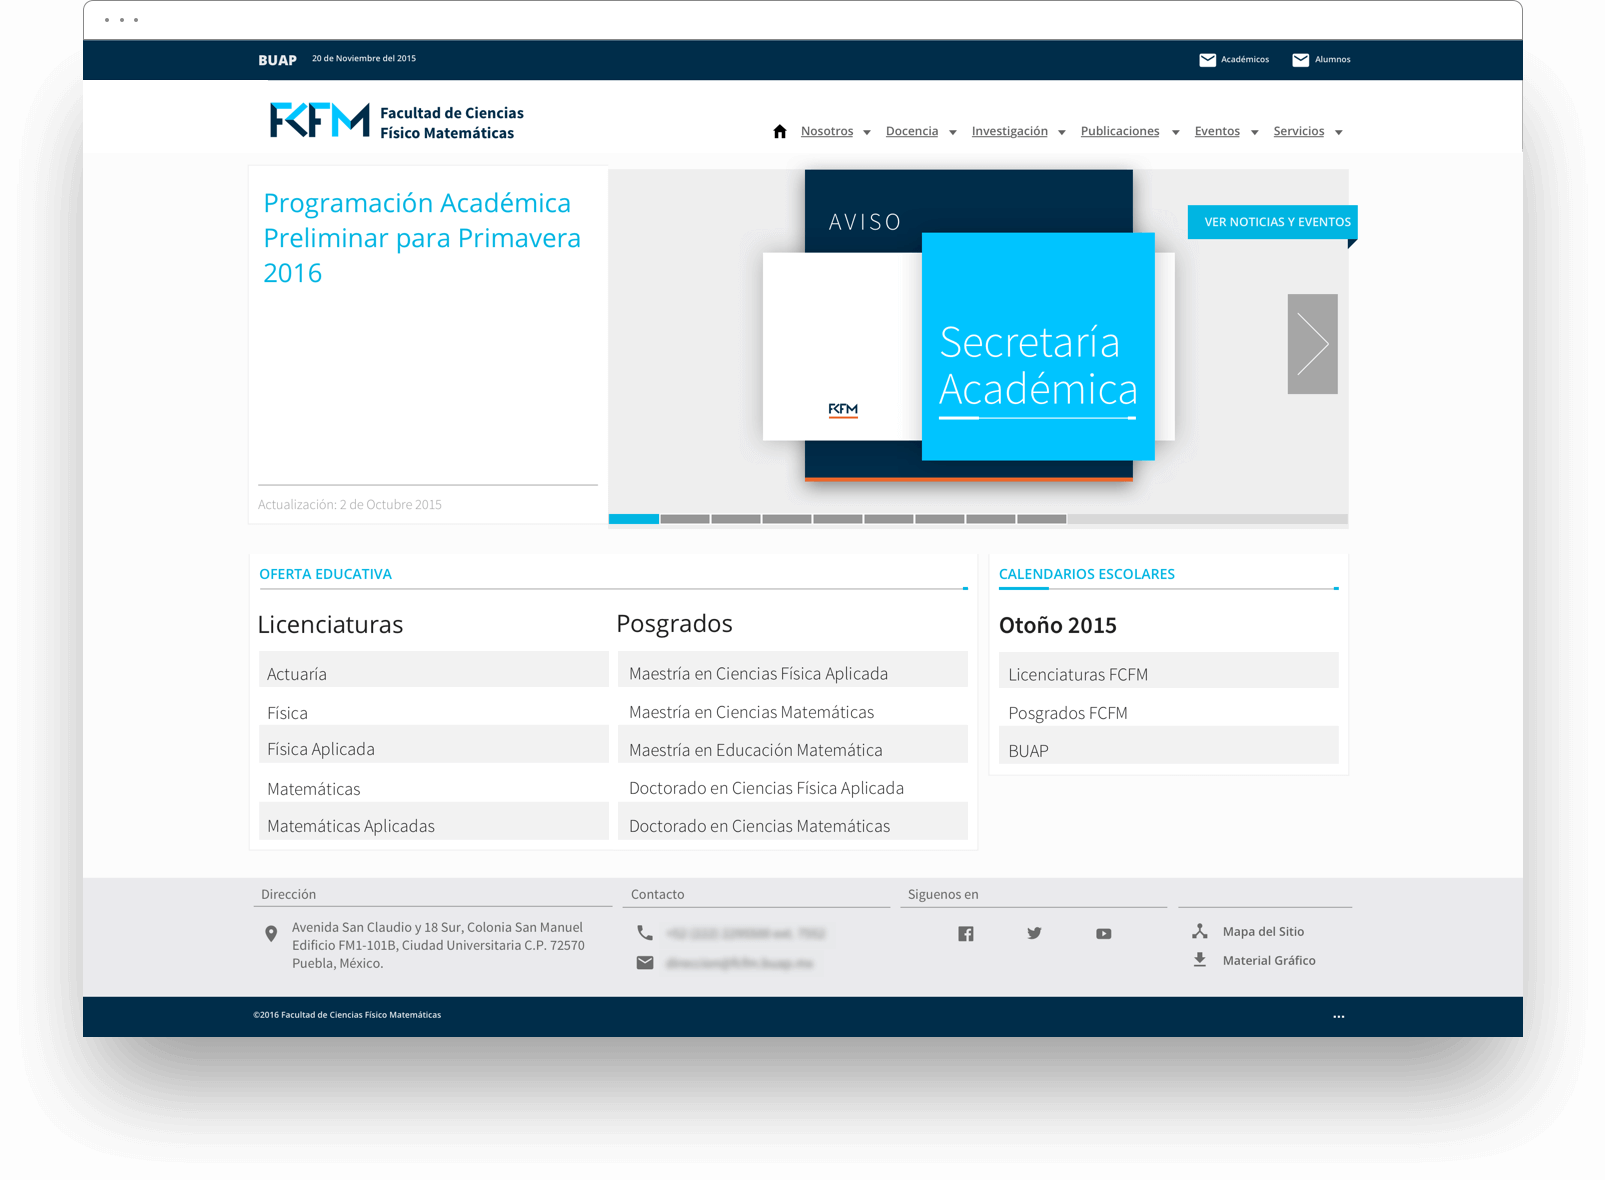 BUAP 20 de Noviembre del 2015
Académicos Alumnos
FCFM Facultad de Ciencias
Físico Matemáticas
Nosotros Docencia Investigación Publicaciones Eventos Servicios
Programación Académica
Preliminar para Primavera
2016
Actualización: 2 de Octubre 2015
AVISO
VER NOTICIAS Y EVENTOS
Secretaría
Académica
FCFM
OFERTA EDUCATIVA
Licenciaturas
Actuaría
Física
Física Aplicada
Matemáticas
Matemáticas Aplicadas
Posgrados
Maestría en Ciencias Física Aplicada
Maestría en Ciencias Matemáticas
Maestría en Educación Matemática
Doctorado en Ciencias Física Aplicada
Doctorado en Ciencias Matemáticas
CALENDARIOS ESCOLARES
Otoño 2015
Licenciaturas FCFM
Posgrados FCFM
BUAP
Dirección
Avenida San Claudio y 18 Sur, Colonia San Manuel
Edificio FM1-101B, Ciudad Universitaria C.P. 72570
Puebla, México.
Contacto
Siguenos en
Mapa del Sitio
Material Gráfico
©2016 Facultad de Ciencias Físico Matemáticas